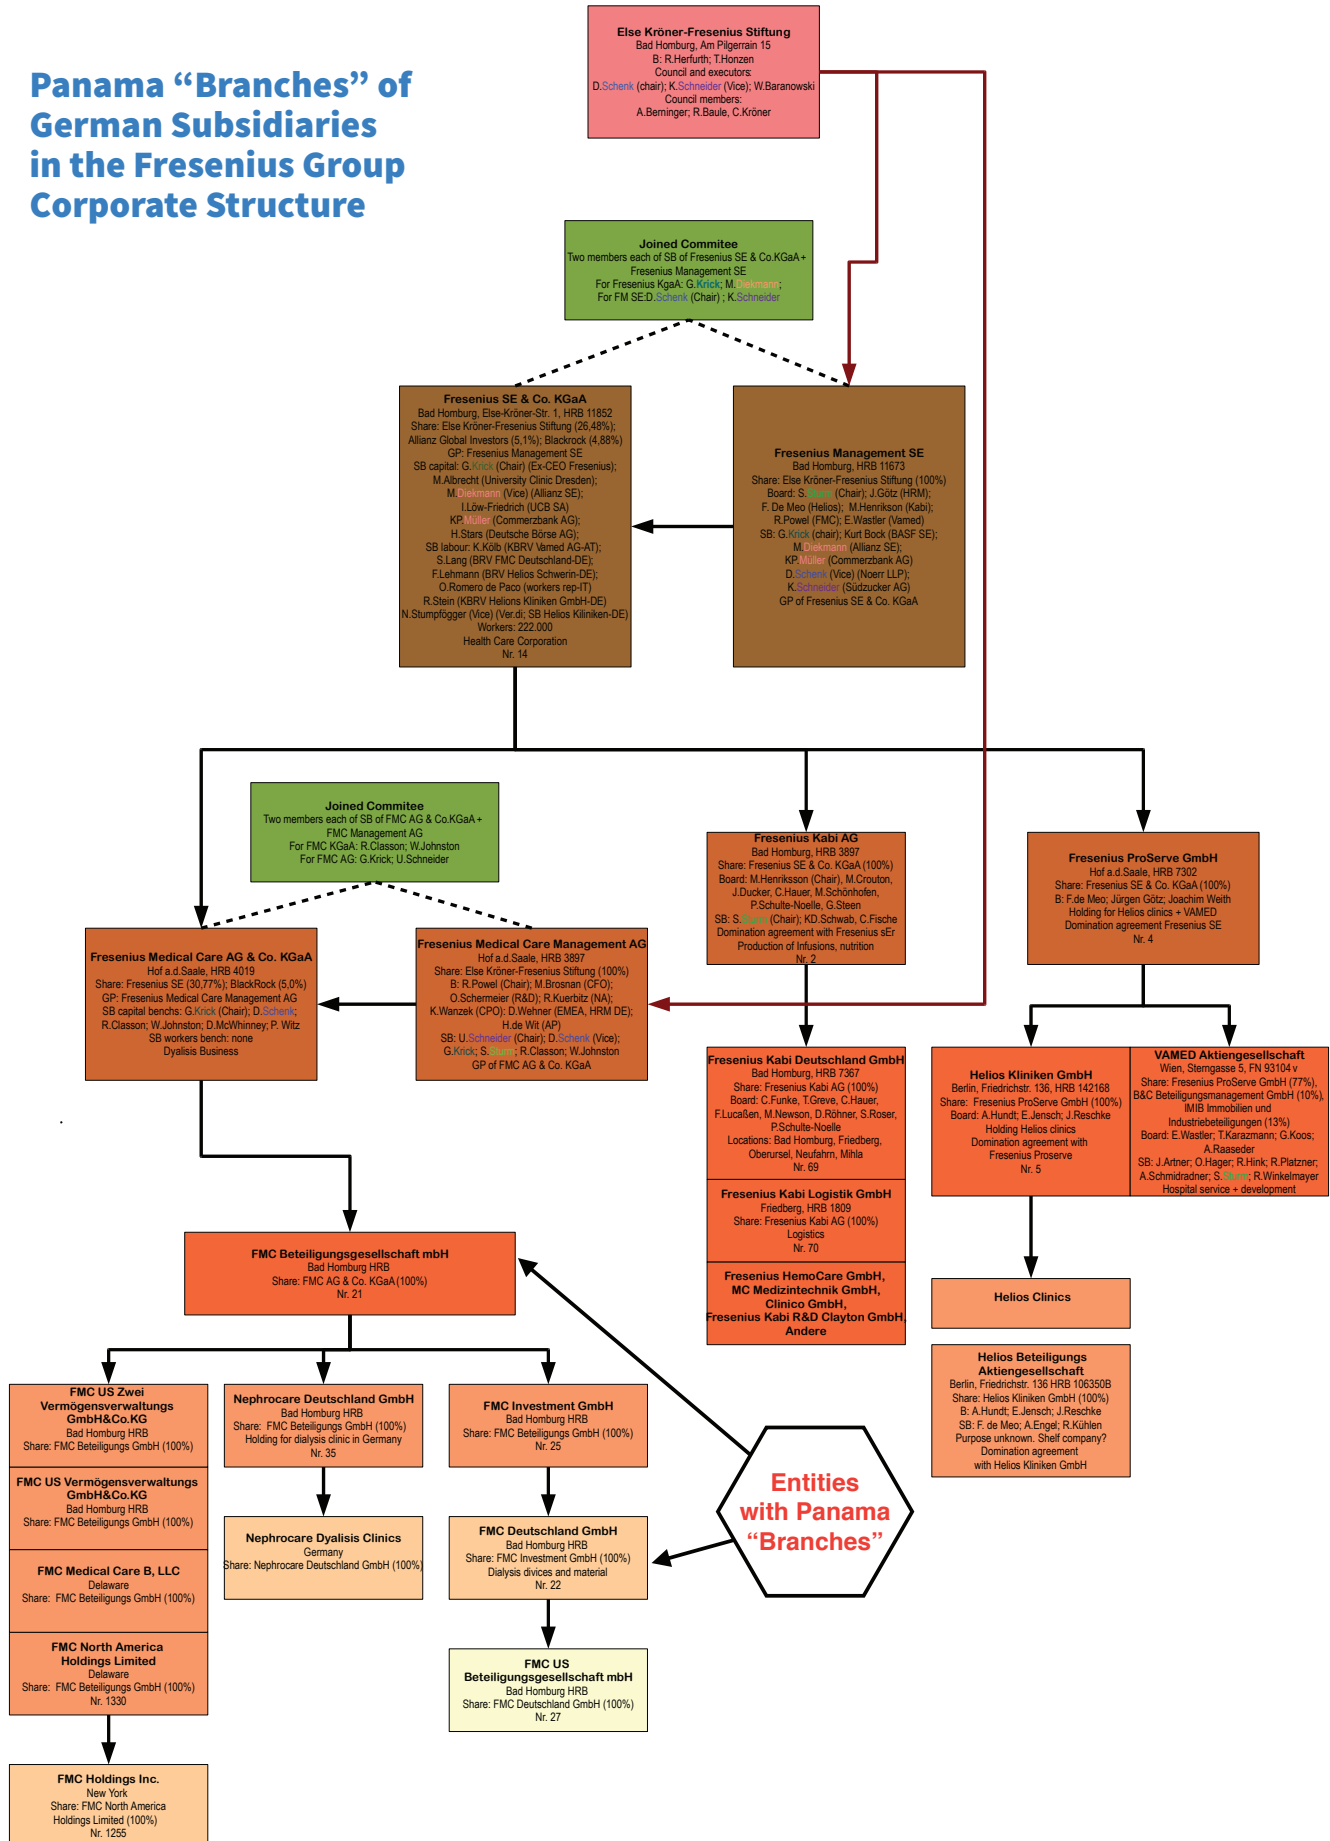 Panama “Branches” of
German Subsidiaries
in the Fresenius Group
Corporate Structure
Else Kröner-Fresenius Stiftung
Bad Homburg, Am Pilgerrain 15
B: R.Herfurth; T.Honzen
Council and executors:
D.Schenk (chair); K.Schneider (Vice); W.Baranowski
Council members:
A.Berninger; R.Baule, C.Kröner
Joined Commitee
Two members each of SB of Fresenius SE & Co.KGaA +
Fresenius Management SE
For Fresenius KgaA: G.Krick; M.Diekmann;
For FM SE:D.Schenk (Chair) ; K.Schneider
Fresenius SE & Co. KGaA
Bad Homburg, Else-Kröner-Str. 1, HRB 11852
Share: Else Kröner-Fresenius Stiftung (26,48%);
Allianz Global Investors (5,1%); Blackrock (4,88%)
GP: Fresenius Management SE
SB capital: G.Krick (Chair) (Ex-CEO Fresenius);
M.Albrecht (University Clinic Dresden);
M.Diekmann (Vice) (Allianz SE);
I.Löw-Friedrich (UCB SA)
KP.Müller (Commerzbank AG);
H.Stars (Deutsche Börse AG);
SB labour: K.Kölb (KBRV Vamed AG-AT);
S.Lang (BRV FMC Deutschland-DE);
F.Lehmann (BRV Helios Schwerin-DE);
O.Romero de Paco (workers rep-IT)
R.Stein (KBRV Helions Kliniken GmbH-DE)
N.Stumpfögger (Vice) (Ver.di; SB Helios Kiliniken-DE)
Workers: 222.000
Health Care Corporation
Nr. 14
Fresenius Management SE
Bad Homburg, HRB 11673
Share: Else Kröner-Fresenius Stiftung (100%)
Board: S.Sturm (Chair); J.Götz (HRM);
F. De Meo (Helios); M.Henrikson (Kabi);
R.Powel (FMC); E.Wastler (Vamed)
SB: G.Krick (chair); Kurt Bock (BASF SE);
M.Diekmann (Allianz SE);
KP.Müller (Commerzbank AG)
D.Schenk (Vice) (Noerr LLP);
K.Schneider (Südzucker AG)
GP of Fresenius SE & Co. KGaA
Joined Commitee
Two members each of SB of FMC AG & Co.KGaA +
FMC Management AG
For FMC KGaA: R.Classon; W.Johnston
For FMC AG: G.Krick; U.Schneider
Fresenius Kabi AG
Bad Homburg, HRB 3897
Share: Fresenius SE & Co. KGaA (100%)
Board: M.Henriksson (Chair), M.Crouton,
J.Ducker, C.Hauer, M.Schönhofen,
P.Schulte-Noelle, G.Steen
SB: S.Sturm (Chair); KD.Schwab, C.Fische
Domination agreement with Fresenius sEr
Production of Infusions, nutrition
Nr. 2
Fresenius ProServe GmbH
Hof a.d.Saale, HRB 7302
Share: Fresenius SE & Co. KGaA (100%)
B: F.de Meo; Jürgen Götz; Joachim Weith
Holding for Helios clinics + VAMED
Domination agreement Fresenius SE
Nr. 4
Fresenius Medical Care AG & Co. KGaA
Hof a.d.Saale, HRB 4019
Share: Fresenius SE (30,77%); BlackRock (5,0%)
GP: Fresenius Medical Care Management AG
SB capital benchs: G.Krick (Chair); D.Schenk;
R.Classon; W.Johnston; D.McWhinney; P. Witz
SB workers bench: none
Dyalisis Business
Fresenius Medical Care Management AG
Hof a.d.Saale, HRB 3897
Share: Else Kröner-Fresenius Stiftung (100%)
B: R.Powel (Chair); M.Brosnan (CFO);
O.Schermeier (R&D); R.Kuerbitz (NA);
K.Wanzek (CPO): D.Wehner (EMEA, HRM DE);
H.de Wit (AP)
SB: U.Schneider (Chair); D.Schenk (Vice);
G.Krick; S.Sturm; R.Classon; W.Johnston
GP of FMC AG & Co. KGaA
Fresenius Kabi Deutschland GmbH
Bad Homburg, HRB 7367
Share: Fresenius Kabi AG (100%)
Board: C.Funke, T.Greve, C.Hauer,
F.Lucaßen, M.Newson, D.Röhner, S.Roser,
P.Schulte-Noelle
Locations: Bad Homburg, Friedberg,
Oberursel, Neufahrn, Mihla
Nr. 69
Fresenius Kabi Logistik GmbH
Friedberg, HRB 1809
Share: Fresenius Kabi AG (100%)
Logistics
Nr. 70
Fresenius HemoCare GmbH,
MC Medizintechnik GmbH,
Clinico GmbH,
Fresenius Kabi R&D Clayton GmbH,
Andere
Helios Kliniken GmbH
Berlin, Friedrichstr. 136, HRB 142168
Share: Fresenius ProServe GmbH (100%)
Board: A.Hundt; E.Jensch; J.Reschke
Holding Helios clinics
Domination agreement with
Fresenius Proserve
Nr. 5
VAMED Aktiengesellschaft
Wien, Sterngasse 5, FN 93104 v
Share: Fresenius ProServe GmbH (77%),
B&C Beteiligungsmanagement GmbH (10%),
IMIB Immobilien und
Industriebeteiligungen (13%)
Board: E.Wastler; T.Karazmann; G.Koos;
A.Raaseder
SB: J.Artner; O.Hager; R.Hink; R.Platzner;
A.Schmidradner; S.Sturm; R.Winkelmayer
Hospital service + development
FMC Beteiligungsgesellschaft mbH
Bad Homburg HRB
Share: FMC AG & Co. KGaA (100%)
Nr. 21
Helios Clinics
Helios Beteiligungs
Aktiengesellschaft
Berlin, Friedrichstr. 136 HRB 106350B
Share: Helios Kliniken GmbH (100%)
B: A.Hundt; E.Jensch; J.Reschke
SB: F. de Meo; A.Engel; R.Kühlen
Purpose unknown. Shelf company?
Domination agreement
with Helios Kliniken GmbH
FMC US Zwei
Vermögensverwaltungs
GmbH&Co.KG
Bad Homburg HRB
Share: FMC Beteiligungs GmbH (100%)
FMC US Vermögensverwaltungs
GmbH&Co.KG
Bad Homburg HRB
Share: FMC Beteiligungs GmbH (100%)
FMC Medical Care B, LLC
Delaware
Share: FMC Beteiligungs GmbH (100%)
FMC North America
Holdings Limited
Delaware
Share: FMC Beteiligungs GmbH (100%)
Nr. 1330
FMC Holdings Inc.
New York
Share: FMC North America
Holdings Limited (100%)
Nr. 1255
Nephrocare Deutschland GmbH
Bad Homburg HRB
Share: FMC Beteiligungs GmbH (100%)
Holding for dialysis clinic in Germany
Nr. 35
Nephrocare Dyalisis Clinics
Germany
Share: Nephrocare Deutschland GmbH (100%)
FMC Investment GmbH
Bad Homburg HRB
Share: FMC Beteiligungs GmbH (100%)
Nr. 25
FMC Deutschland GmbH
Bad Homburg HRB
Share: FMC Investment GmbH (100%)
Dialysis divices and material
Nr. 22
FMC US
Beteiligungsgesellschaft mbH
Bad Homburg HRB
Share: FMC Deutschland GmbH (100%)
Nr. 27
Entities
with Panama
“Branches”